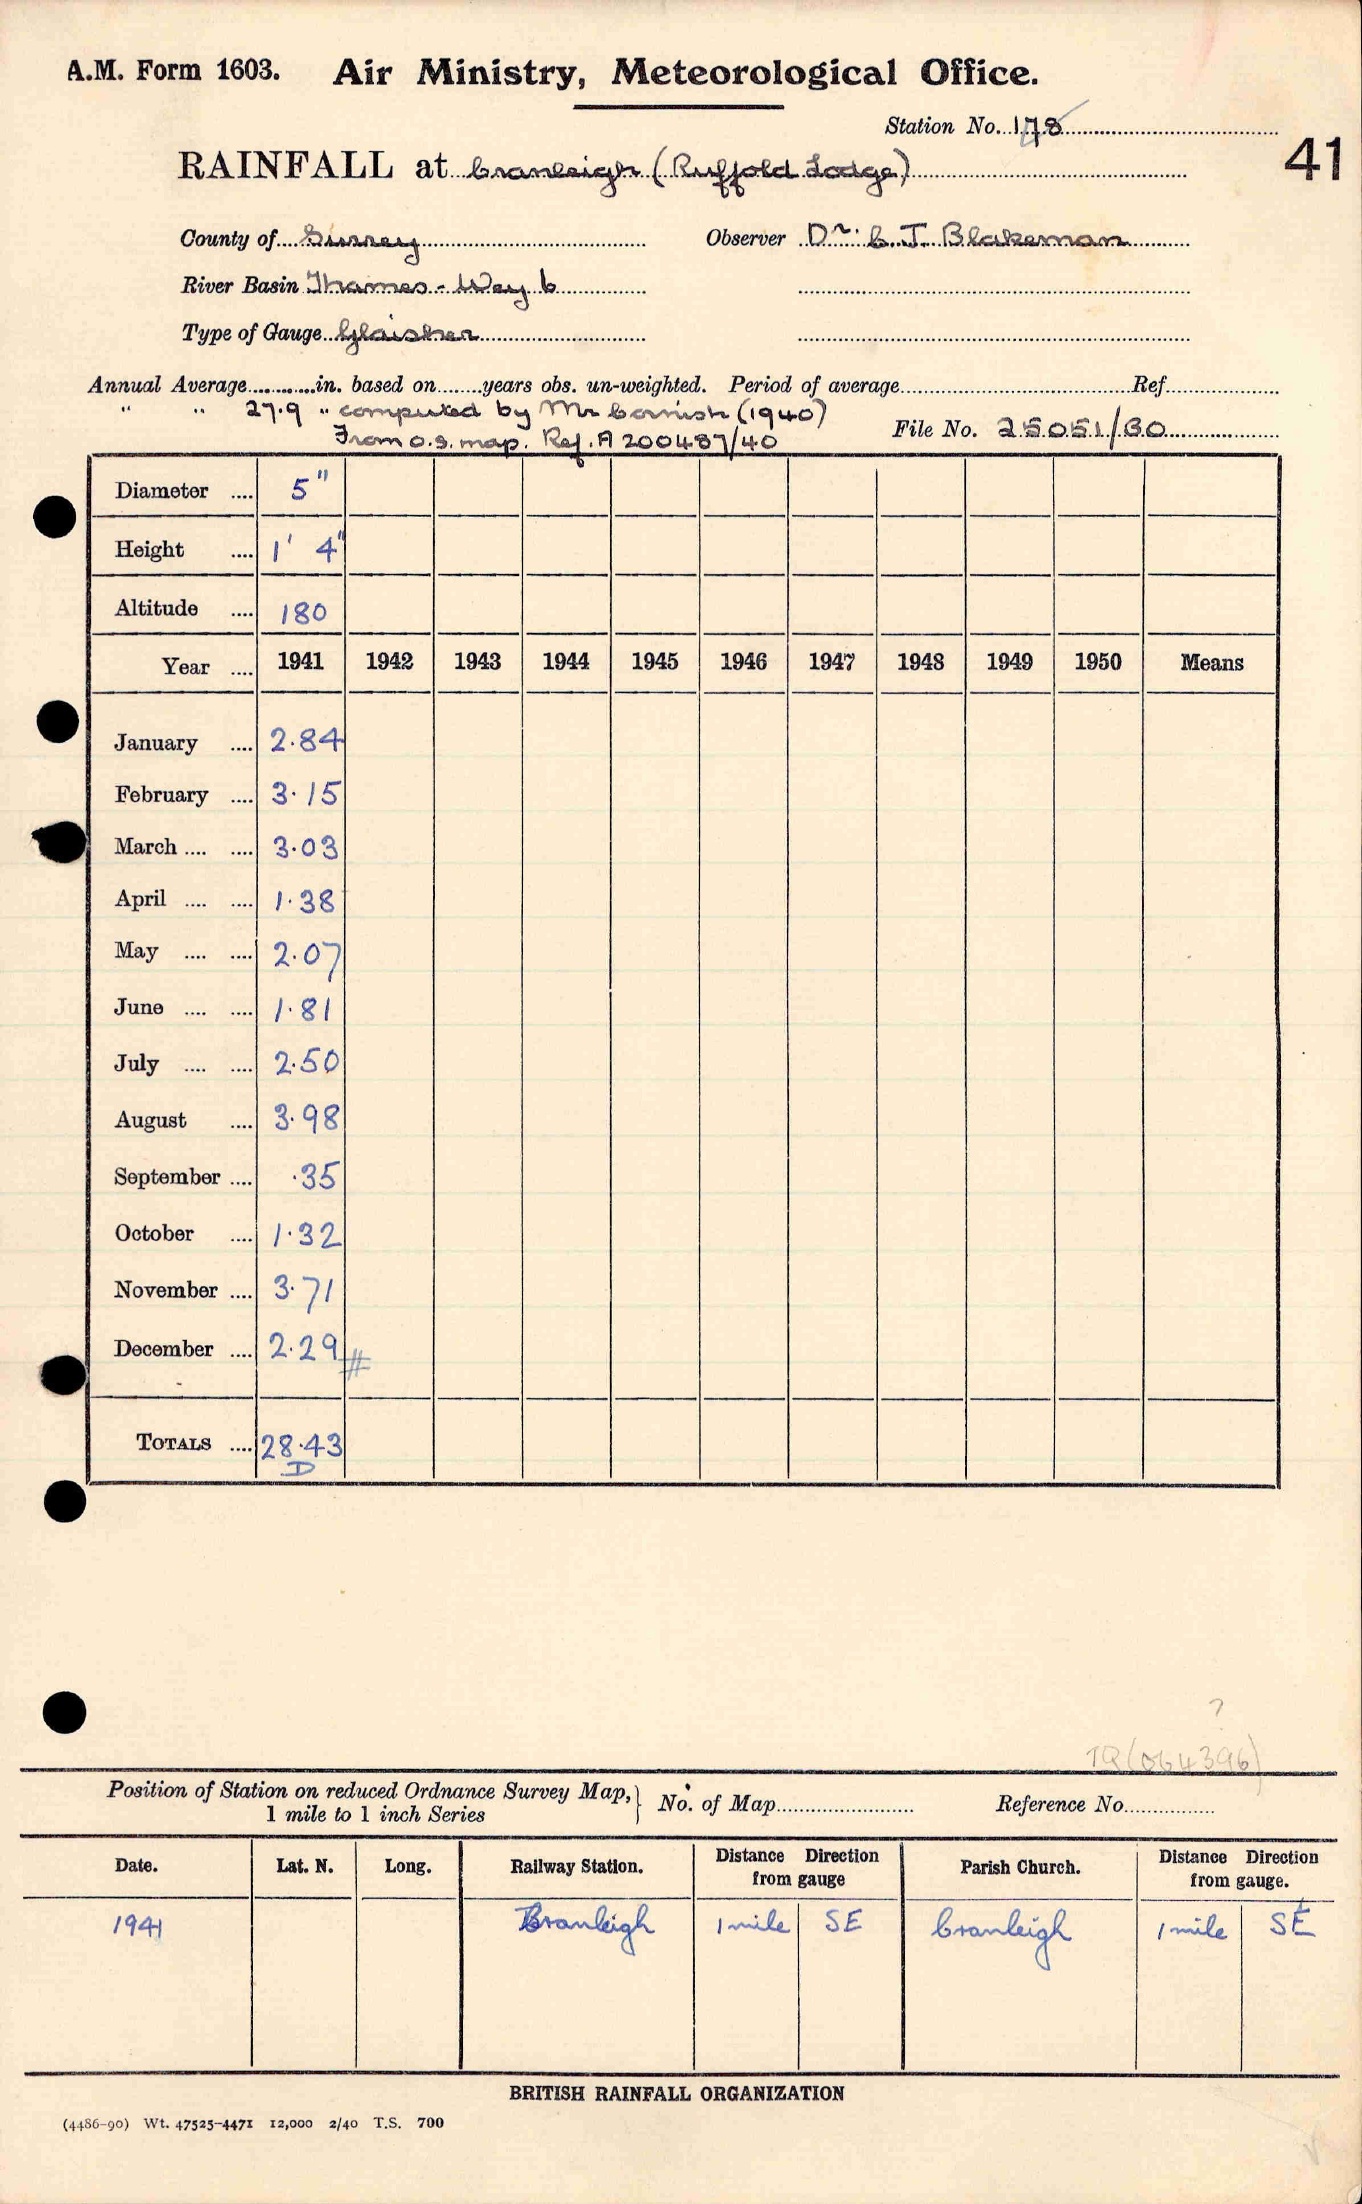 A.M. Form 1603. Air Ministry, Meteorological Office.
Station No. 178
41
RAINFALL at Cranleigh (Ruffold Lodge)
County of Surrey Observer Dr. C. J. Blakeman
River Basin Thames - Wey b
Type of Gauge Glaisher
Annual Average............in. based on........years obs. un-weighted. Period of average.................... Ref....................
" " 27.9 " computed by Mr Cornish (1940)
From O.S. map. Ref. A 200487/40 File No. 25051/30
Diameter .... 5"
Height .... 1' 4"
Altitude .... 180
Year .... 1941 1942 1943 1944 1945 1946 1947 1948 1949 1950 Means
January .... 2.84
February .... 3.15
March .... .... 3.03
April .... .... 1.38
May .... .... 2.07
June .... .... 1.81
July .... .... 2.50
August .... 3.98
September .... .35
October .... 1.32
November .... 3.71
December .... 2.29 #
TOTALS .... 28.43
D
?
TQ (064396)
Position of Station on reduced Ordnance Survey Map, } No. of Map.................... Reference No....................
1 mile to 1 inch Series
Date. Lat. N. Long. Railway Station. Distance from gauge Direction Parish Church. Distance from gauge. Direction
1941 Cranleigh 1 mile SE Cranleigh 1 mile SE
BRITISH RAINFALL ORGANIZATION
(4486-90) Wt. 47525-4471 12,000 2/40 T.S. 700